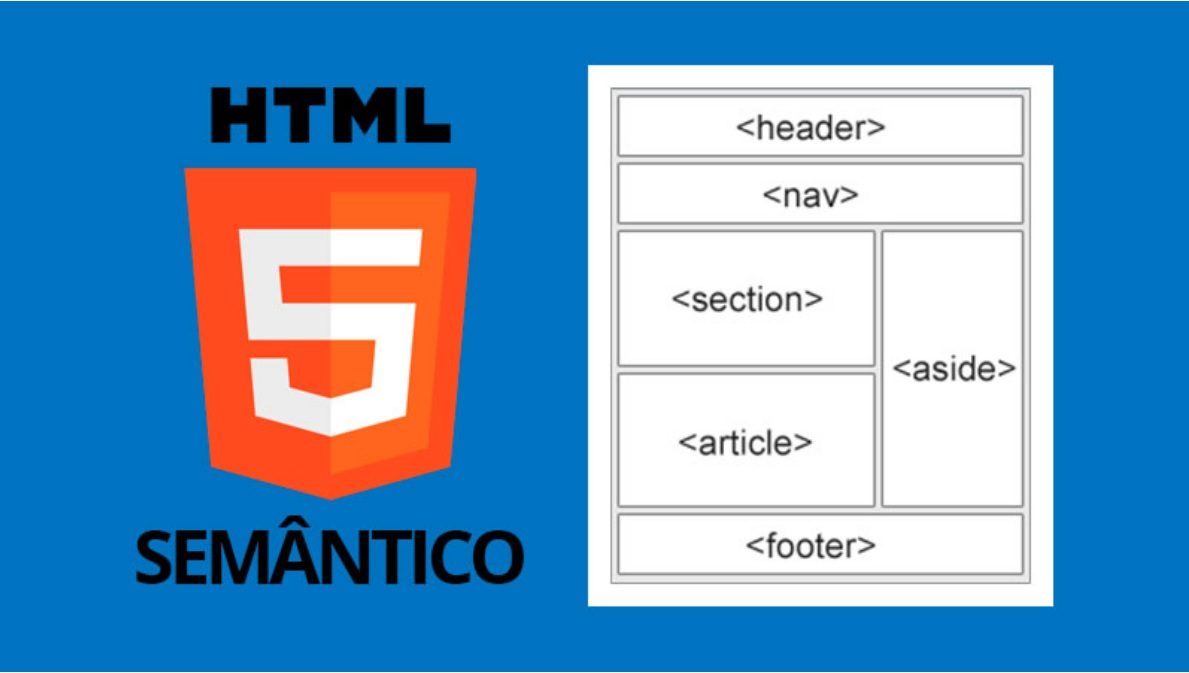 HTML
5
SEMÂNTICO
<header>
<nav>
<section>
<article>
<aside>
<footer>